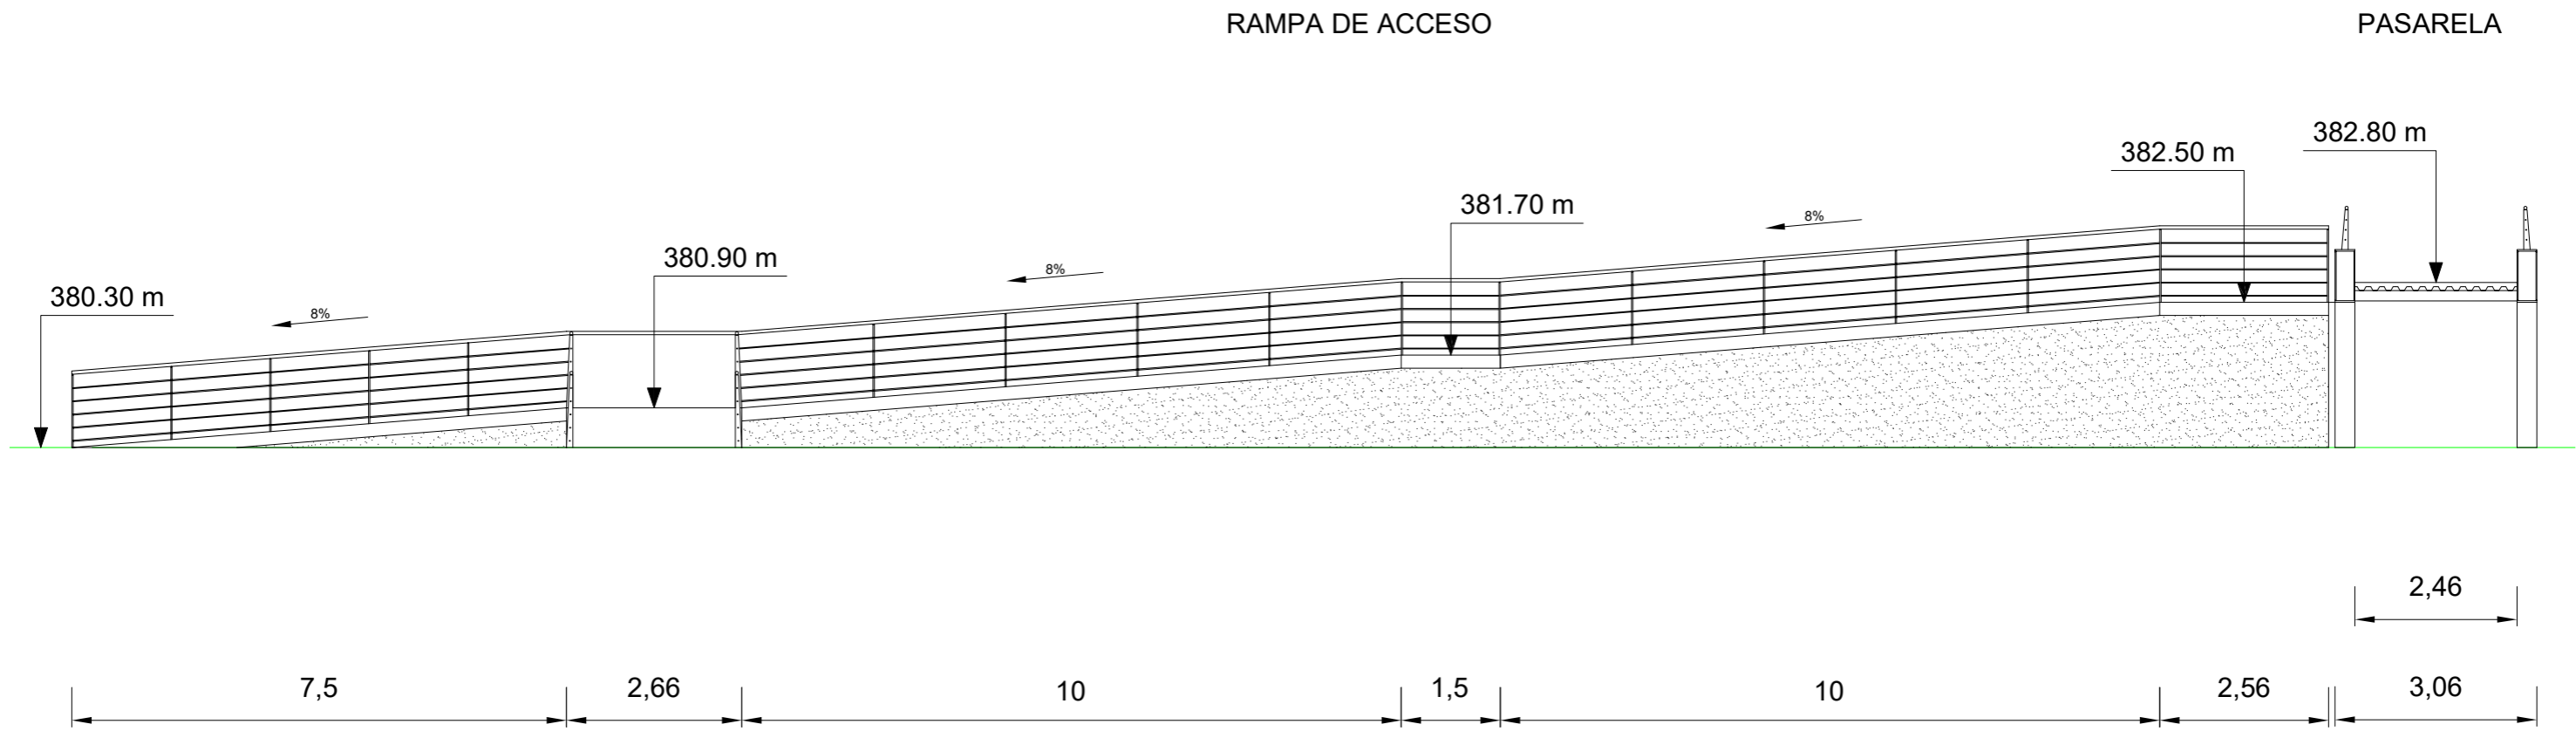 RAMPA DE ACCESO
PASARELA
382.80 m
382.50 m
381.70 m
8%
380.90 m
8%
380.30 m
8%
2,46
7,5
2,66
10
1,5
10
2,56
3,06